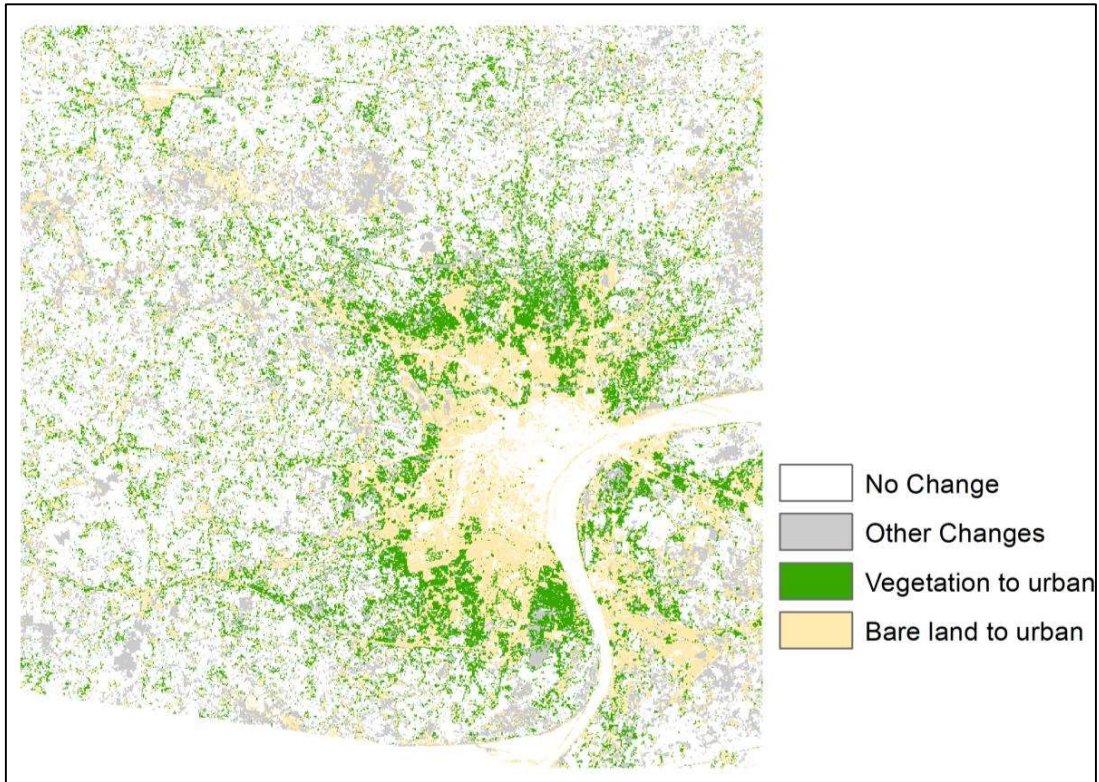 No Change
Other Changes
Vegetation to urban
Bare land to urban